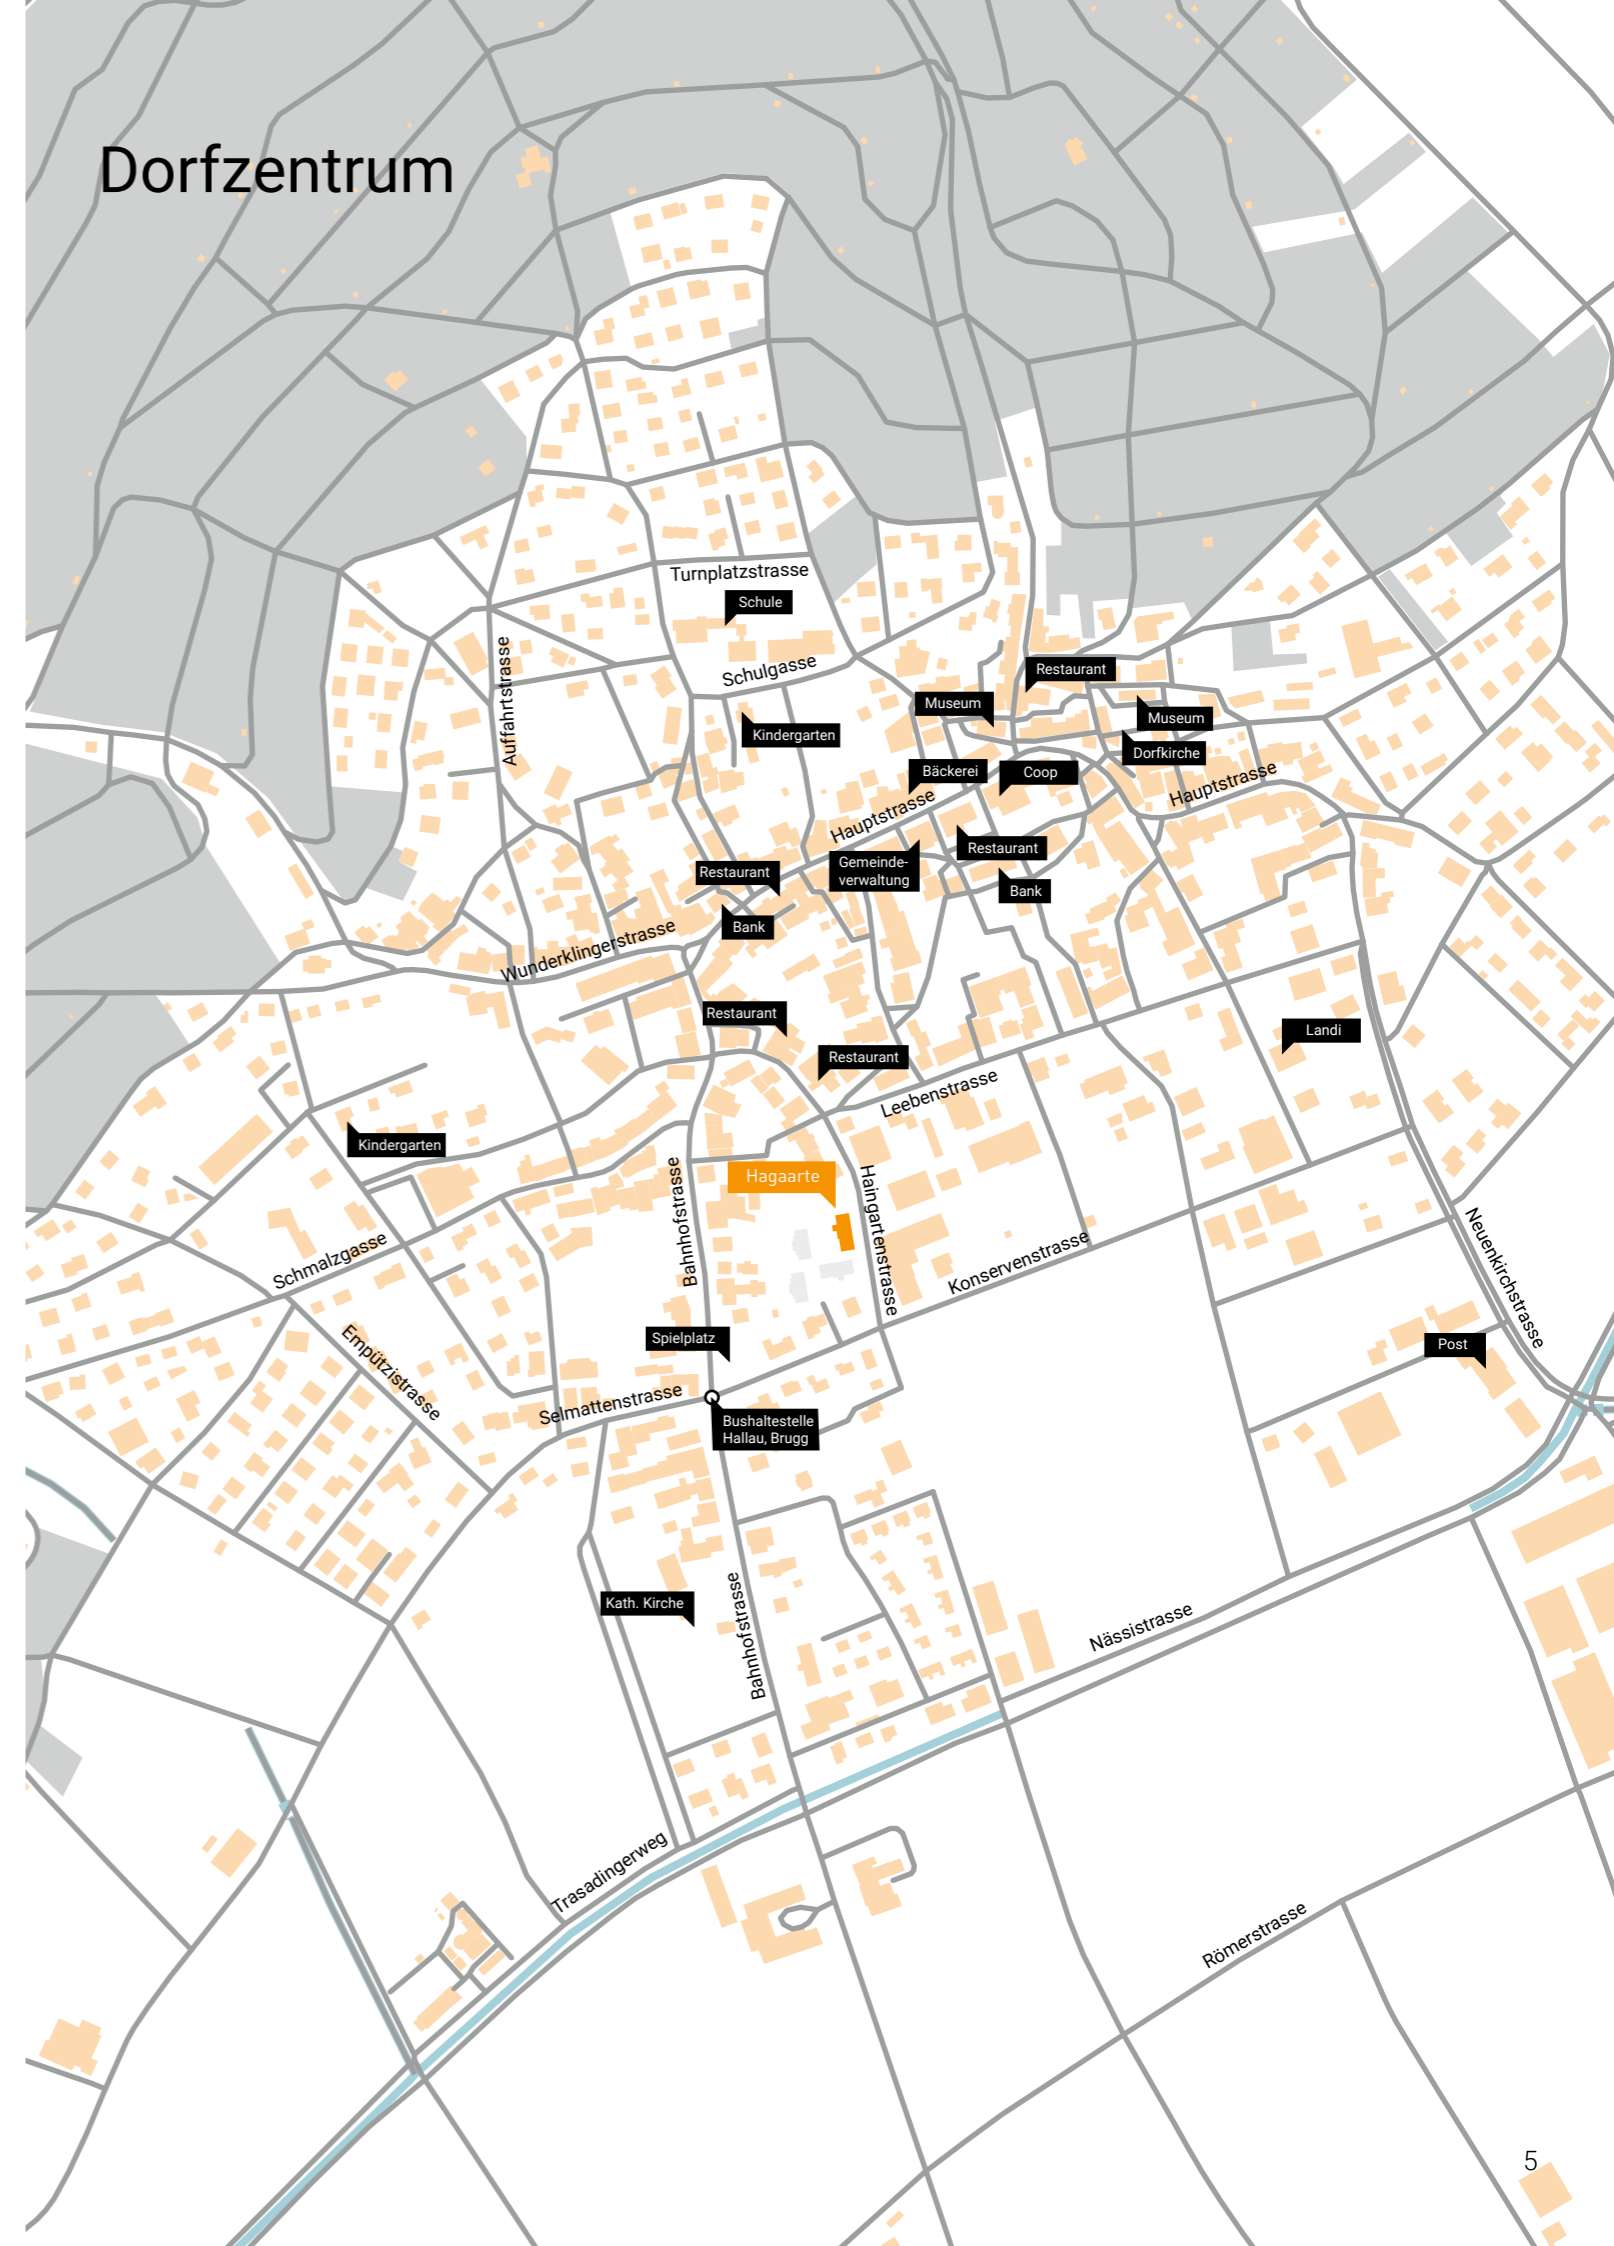 Dorfzentrum
Turnplatzstrasse
Schule
Auffahrtstrasse
Schulgasse
Restaurant
Museum
Museum
Kindergarten
Dorfkirche
Bäckerei
Coop
Hauptstrasse
Hauptstrasse
Restaurant
Gemeinde-
verwaltung
Restaurant
Bank
Bank
Wunderklingerstrasse
Restaurant
Landi
Restaurant
Leebenstrasse
Kindergarten
Hagaarte
Bahnhofstrasse
Haingartenstrasse
Schmalzgasse
Konservenstrasse
Neuenkirchstrasse
Empützistrasse
Spielplatz
Post
Selmattenstrasse
Bushaltestelle
Hallau, Brugg
Kath. Kirche
Bahnhofstrasse
Nässistrasse
Trasadingerweg
Römerstrasse
5